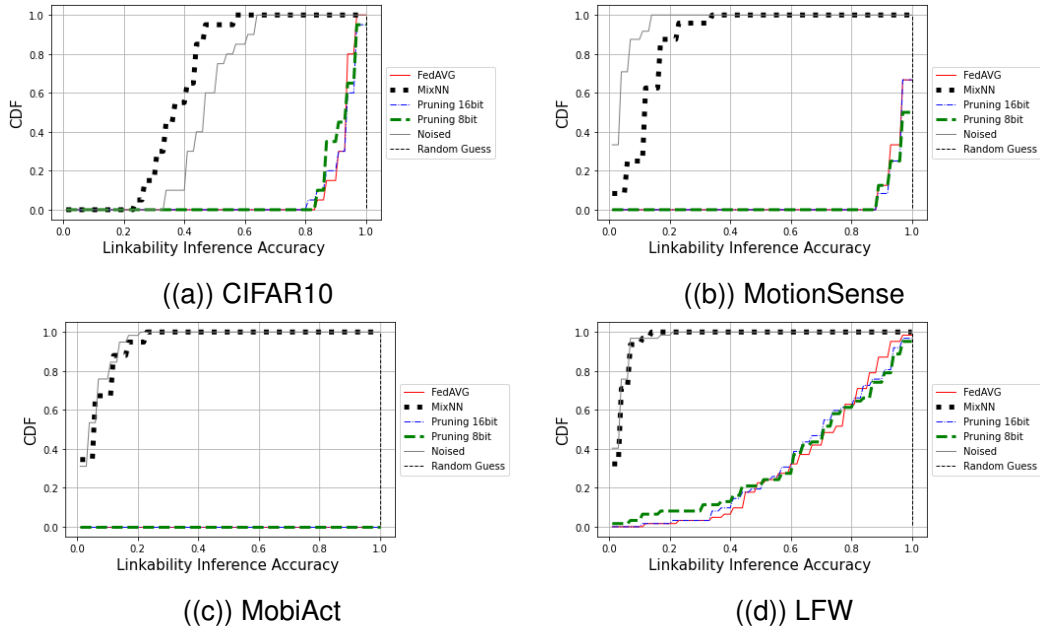 1.0
0.8
0.6
0.4
0.2
0.0
CDF
0.0 0.2 0.4 0.6 0.8 1.0
Linkability Inference Accuracy
FedAVG
MixNN
Pruning 16bit
Pruning 8bit
Noised
Random Guess
((a)) CIFAR10
1.0
0.8
0.6
0.4
0.2
0.0
CDF
0.0 0.2 0.4 0.6 0.8 1.0
Linkability Inference Accuracy
FedAVG
MixNN
Pruning 16bit
Pruning 8bit
Noised
Random Guess
((b)) MotionSense
1.0
0.8
0.6
0.4
0.2
0.0
CDF
0.0 0.2 0.4 0.6 0.8 1.0
Linkability Inference Accuracy
FedAVG
MixNN
Pruning 16bit
Pruning 8bit
Noised
Random Guess
((c)) MobiAct
1.0
0.8
0.6
0.4
0.2
0.0
CDF
0.0 0.2 0.4 0.6 0.8 1.0
Linkability Inference Accuracy
FedAVG
MixNN
Pruning 16bit
Pruning 8bit
Noised
Random Guess
((d)) LFW